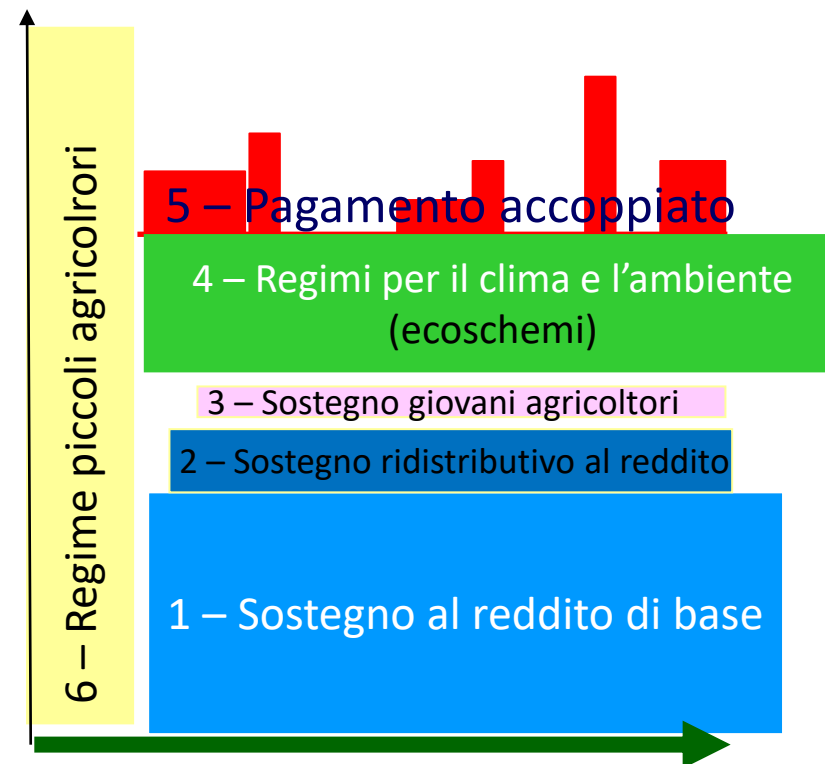 6 – Regime piccoli agricolrori
5 – Pagamento accoppiato
4 – Regimi per il clima e l’ambiente
(ecoschemi)
3 – Sostegno giovani agricoltori
2 – Sostegno ridistributivo al reddito
1 – Sostegno al reddito di base